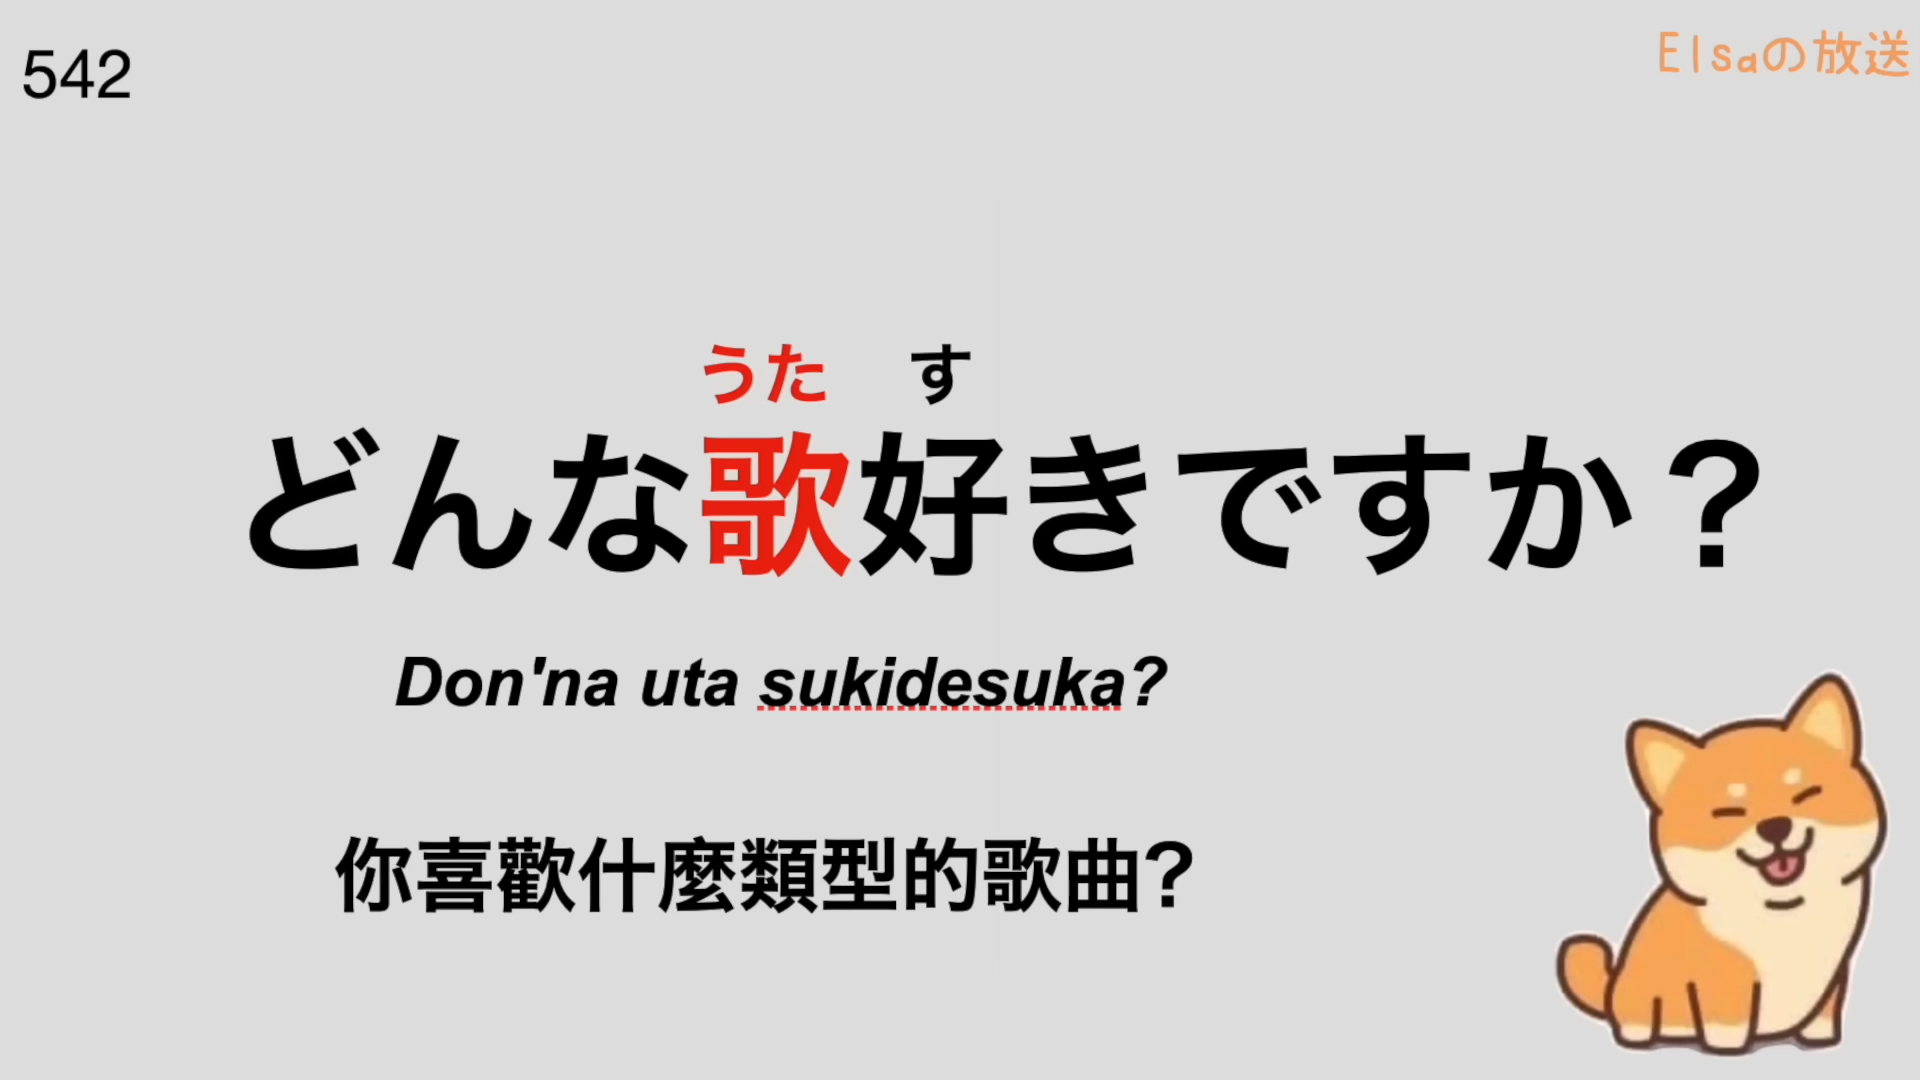 542
Elsaの放送
うた す
どんな歌好きですか？
Don'na uta sukidesuka?
你喜歡什麼類型的歌曲?